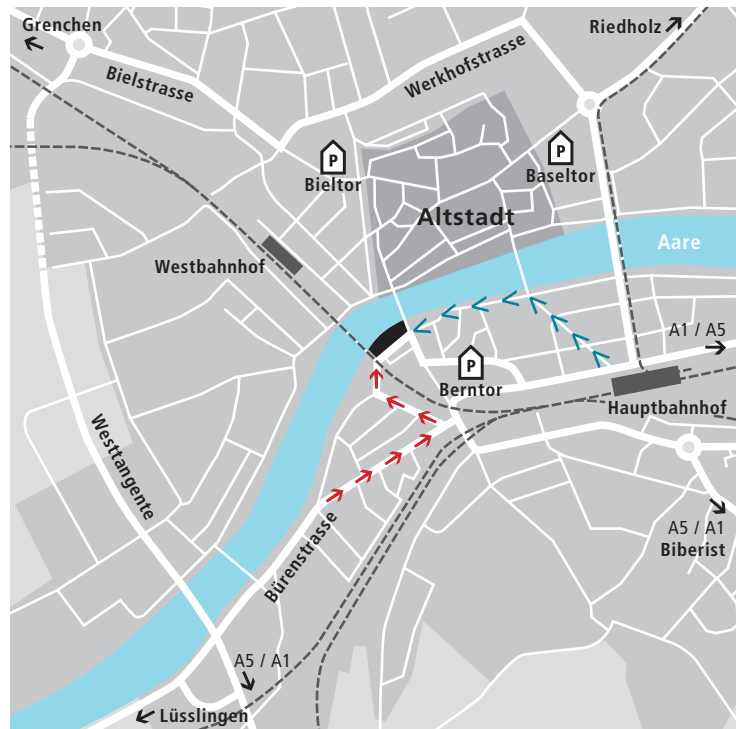 Grenchen
Riedholz
Bielstrasse
Werkhofstrasse
P
Bieltor
P
Baseltor
Altstadt
Aare
Westbahnhof
A1 / A5
P
Berntor
Hauptbahnhof
Westtangente
Bürenstrasse
A5 / A1
Biberist
A5 / A1
Lüsslingen